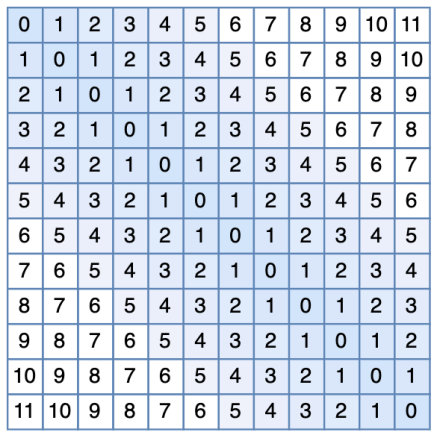 0 1 2 3 4 5 6 7 8 9 10 11
1 0 1 2 3 4 5 6 7 8 9 10
2 1 0 1 2 3 4 5 6 7 8 9
3 2 1 0 1 2 3 4 5 6 7 8
4 3 2 1 0 1 2 3 4 5 6 7
5 4 3 2 1 0 1 2 3 4 5 6
6 5 4 3 2 1 0 1 2 3 4 5
7 6 5 4 3 2 1 0 1 2 3 4
8 7 6 5 4 3 2 1 0 1 2 3
9 8 7 6 5 4 3 2 1 0 1 2
10 9 8 7 6 5 4 3 2 1 0 1
11 10 9 8 7 6 5 4 3 2 1 0